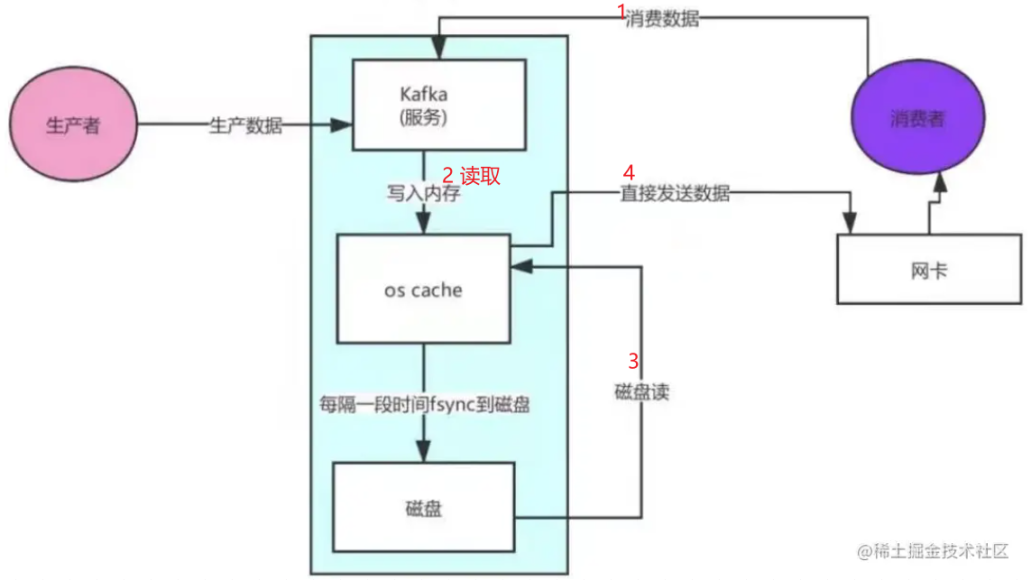 1
消费数据
Kafka
(服务)
生产者
生产数据
消费者
2 读取
写入内存
4
直接发送数据
os cache
网卡
3
磁盘读
每隔一段时间fsync到磁盘
磁盘
@稀土掘金技术社区